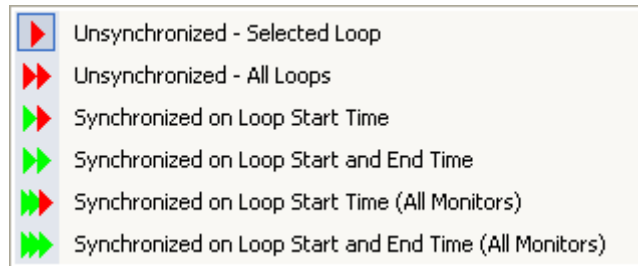 Unsynchronized - Selected Loop
Unsynchronized - All Loops
Synchronized on Loop Start Time
Synchronized on Loop Start and End Time
Synchronized on Loop Start Time (All Monitors)
Synchronized on Loop Start and End Time (All Monitors)